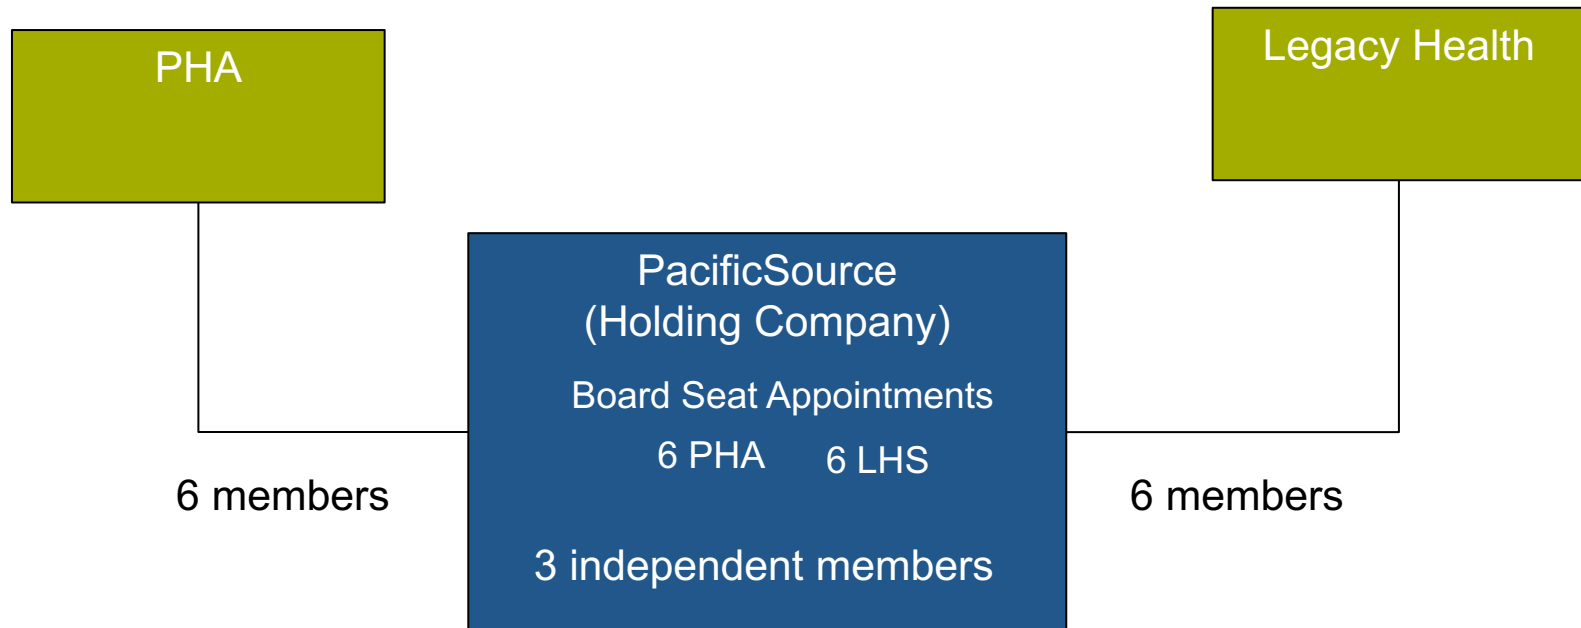 PHA
Legacy Health
PacificSource
(Holding Company)
Board Seat Appointments
6 PHA 6 LHS
6 members
6 members
3 independent members